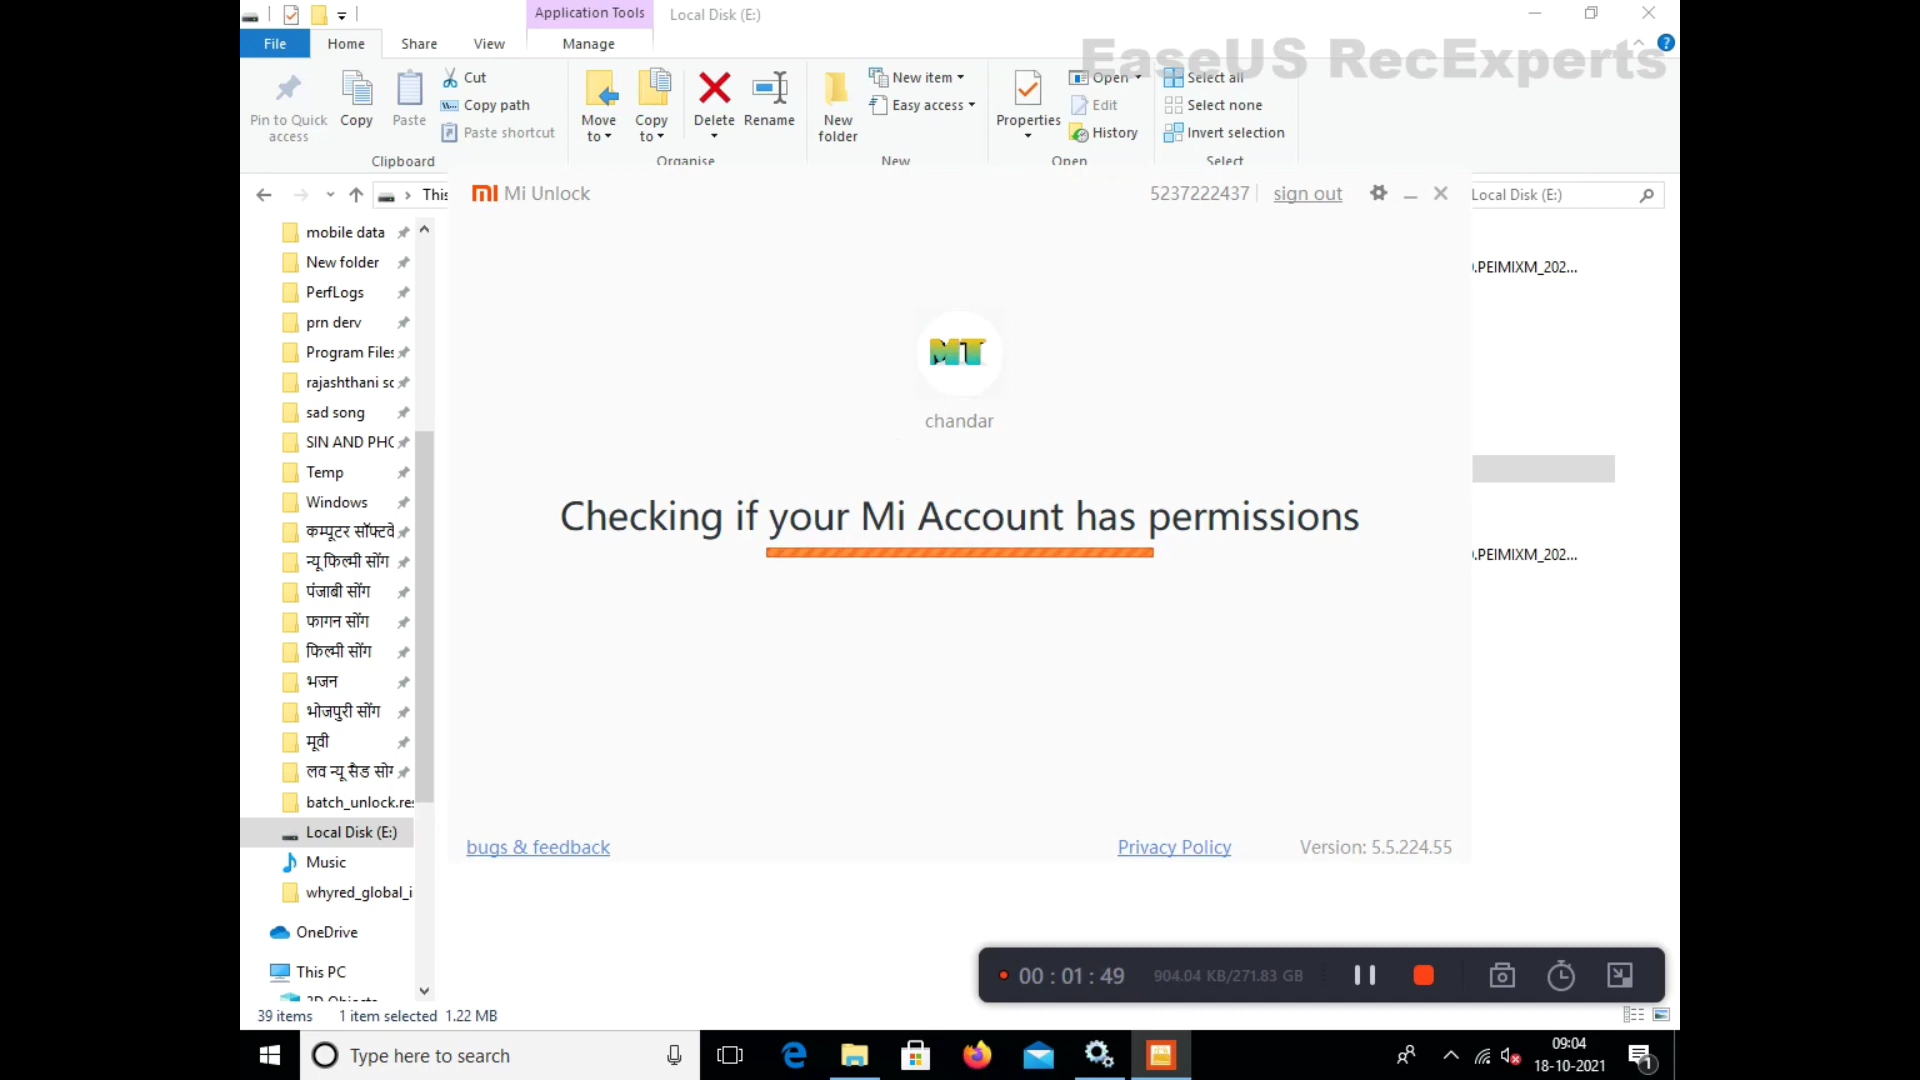 Application Tools
Local Disk (E:)
File
Home
Share
View
Manage
EaseUS RecExperts
Pin to Quick access
Copy
Paste
Cut
Copy path
Paste shortcut
Clipboard
Move to
Copy to
Delete
Rename
Organise
New folder
New item
Easy access
New
Properties
Open
Edit
History
Open
Select all
Select none
Invert selection
Select
This
Local Disk (E:)
mi Mi Unlock
5237222437
sign out
mobile data
New folder
PerfLogs
prn derv
Program Files
rajashthani sc
sad song
SIN AND PHO
Temp
Windows
कम्पूटर सॉफ्टवे
न्यू फिल्मी सोंग
पंजाबी सोंग
फागन सोंग
फिल्मी सोंग
भजन
भोजपुरी सोंग
मूवी
लव न्यू सैड सोग
batch_unlock.res
Local Disk (E:)
Music
whyred_global_i
OneDrive
This PC
3D Objects
.PEIMIXM_202...
.PEIMIXM_202...
MT
chandar
Checking if your Mi Account has permissions
bugs & feedback
Privacy Policy
Version: 5.5.224.55
00 : 01 : 49
904.04 KB/271.83 GB
39 items
1 item selected 1.22 MB
Type here to search
09:04
18-10-2021
1